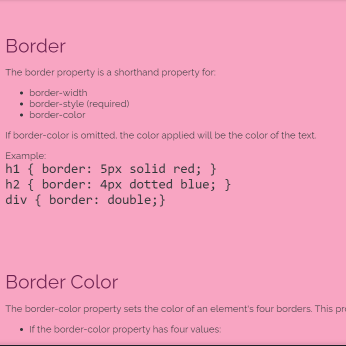 Border
The border property is a shorthand property for:
border-width
border-style (required)
border-color
If border-color is omitted, the color applied will be the color of the text.
Example:
h1 { border: 5px solid red; }
h2 { border: 4px dotted blue; }
div { border: double;}
Border Color
The border-color property sets the color of an element's four borders. This
If the border-color property has four values: